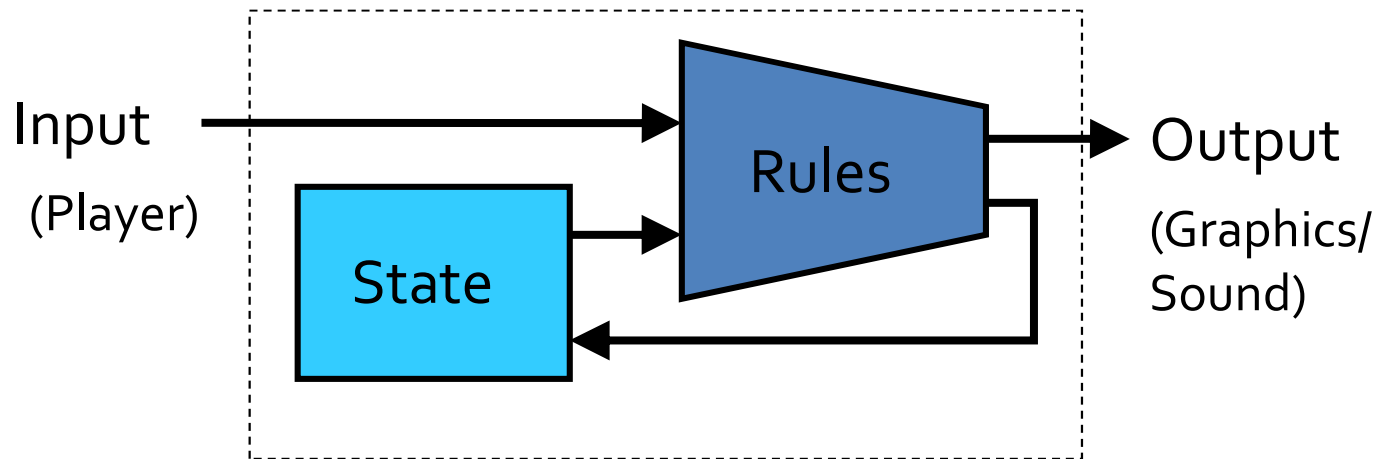 Input
(Player)
State
Rules
Output
(Graphics/
Sound)